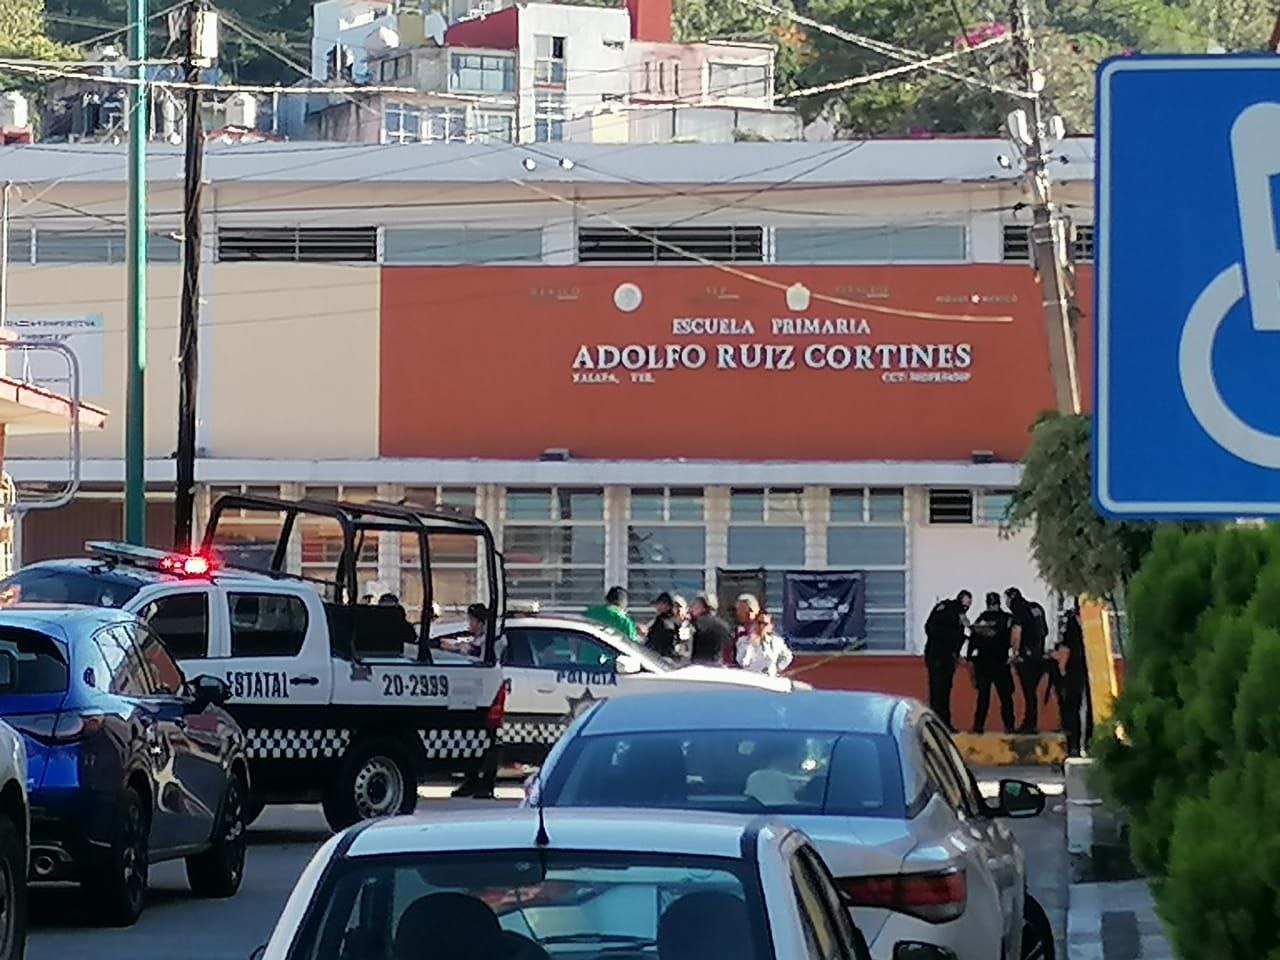 ESCUELA PRIMARIA
ADOLFO RUIZ CORTINES
XALAPA, VER.
ESTATAL
20-2999
POLICIA